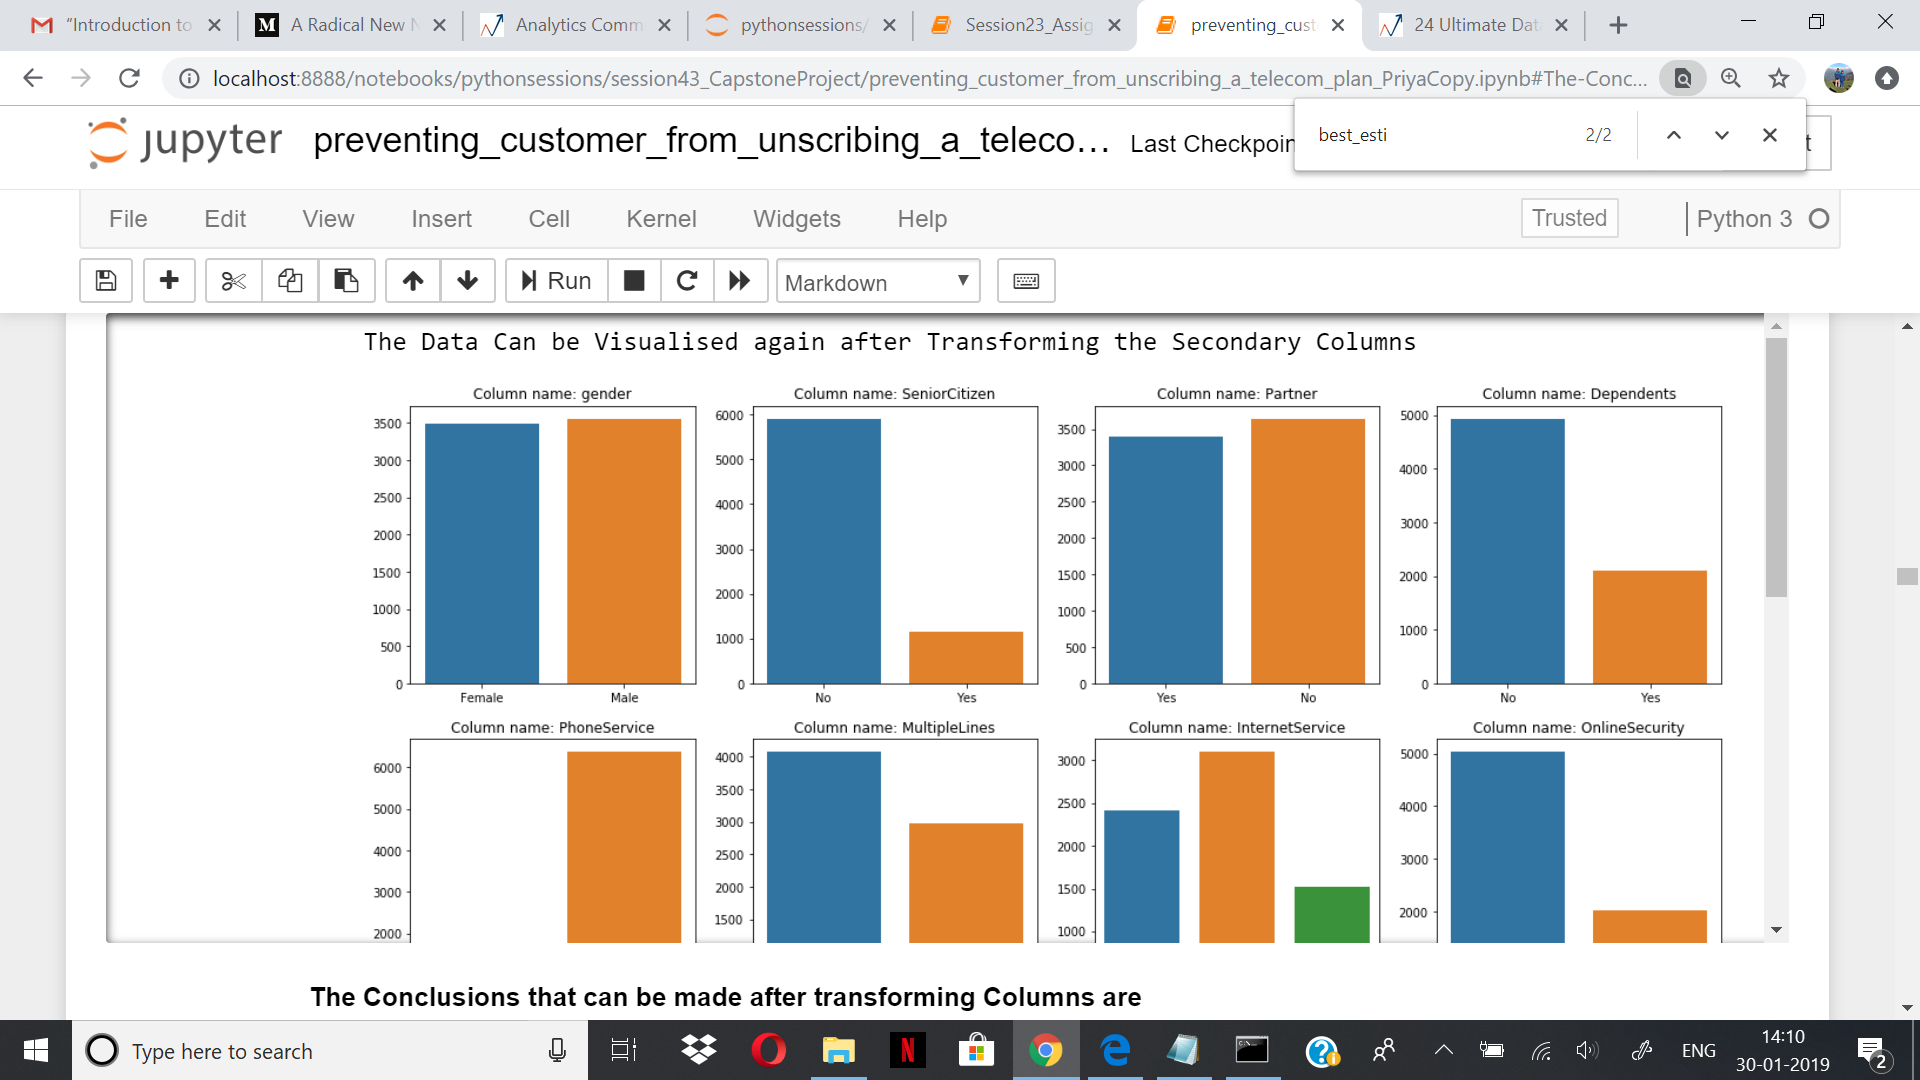 "Introduction to
A Radical New N
Analytics Comm
pythonsessions/
Session23_Assig
preventing_cust
24 Ultimate Dat
localhost:8888/notebooks/pythonsessions/session43_CapstoneProject/preventing_customer_from_unscribing_a_telecom_plan_PriyaCopy.ipynb#The-Conc...
best_esti 2/2
jupyter preventing_customer_from_unscribing_a_teleco... Last Checkpoin
File Edit View Insert Cell Kernel Widgets Help Trusted Python 3
Run Markdown
The Data Can be Visualised again after Transforming the Secondary Columns
Column name: gender
3500
3000
2500
2000
1500
1000
500
0
Female Male
Column name: SeniorCitizen
6000
5000
4000
3000
2000
1000
0
No Yes
Column name: Partner
3500
3000
2500
2000
1500
1000
500
0
Yes No
Column name: Dependents
5000
4000
3000
2000
1000
0
No Yes
Column name: PhoneService
6000
5000
4000
3000
2000
Column name: MultipleLines
4000
3500
3000
2500
2000
1500
Column name: InternetService
3000
2500
2000
1500
1000
Column name: OnlineSecurity
5000
4000
3000
2000
The Conclusions that can be made after transforming Columns are
Type here to search
ENG
14:10
30-01-2019
2